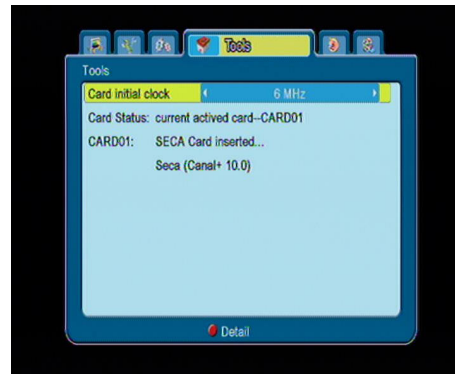 Tools
Tools
Card initial clock 6 MHz
Card Status: current actived card--CARD01
CARD01: SECA Card inserted...
Seca (Canal+ 10.0)
Detail